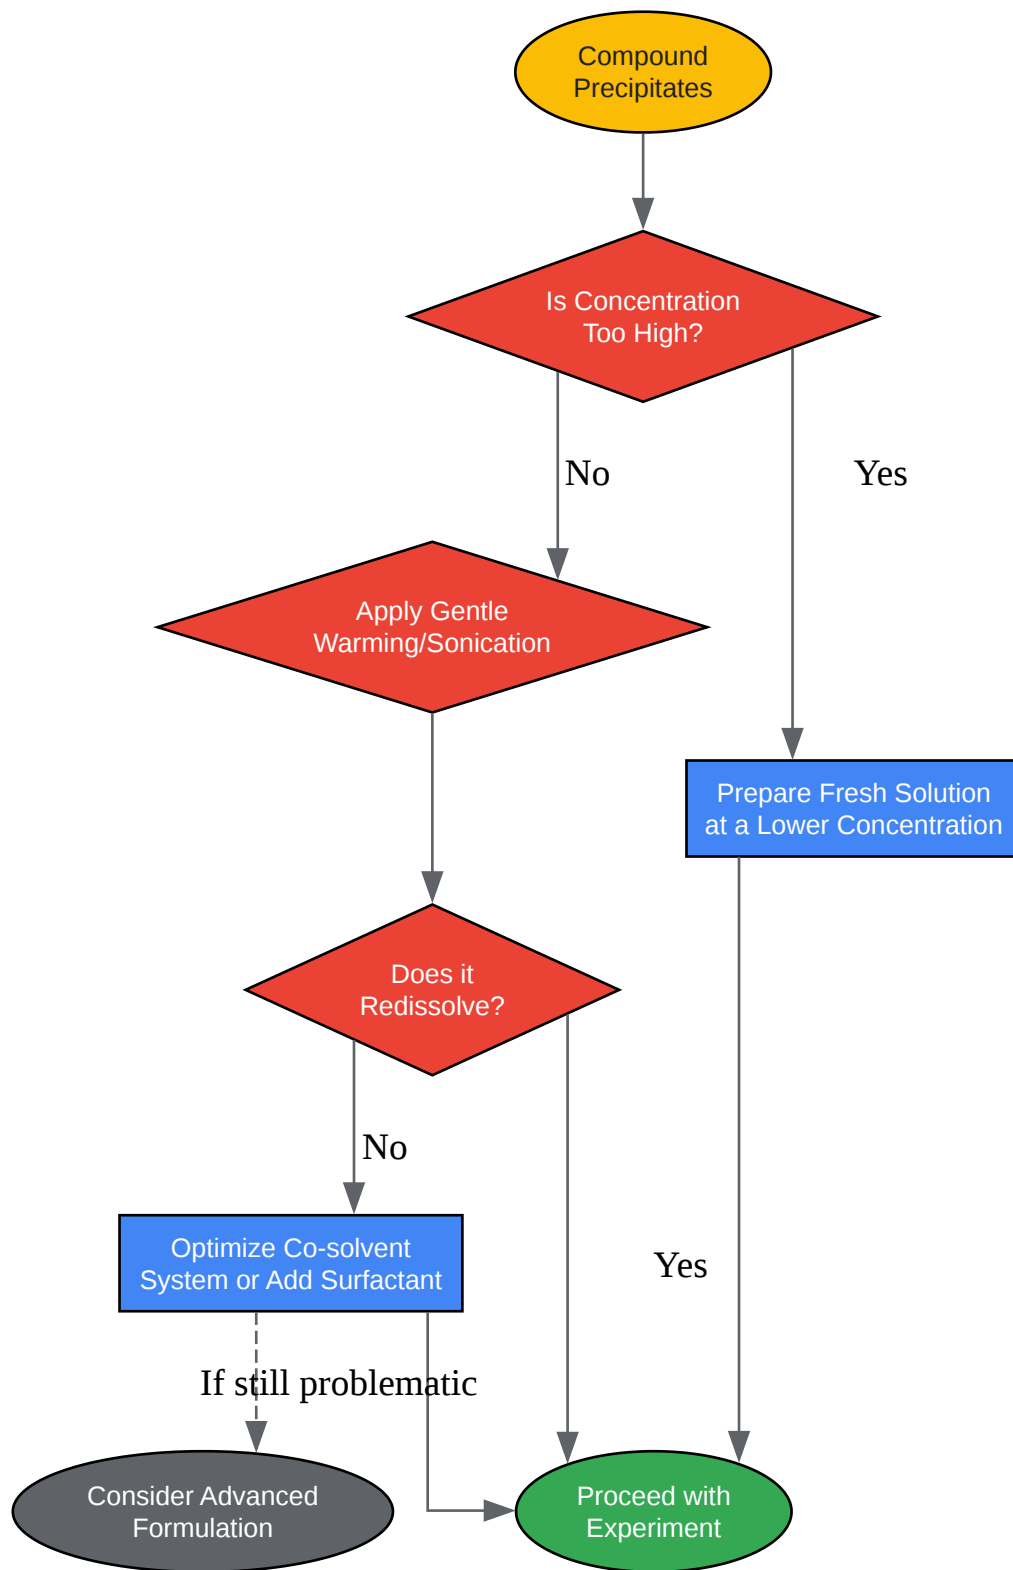 Compound
Precipitates
Is Concentration
Too High?
No
Yes
Apply Gentle
Warming/Sonication
Prepare Fresh Solution
at a Lower Concentration
Does it
Redissolve?
No
Optimize Co-solvent
System or Add Surfactant
Yes
If still problematic
Consider Advanced
Formulation
Proceed with
Experiment